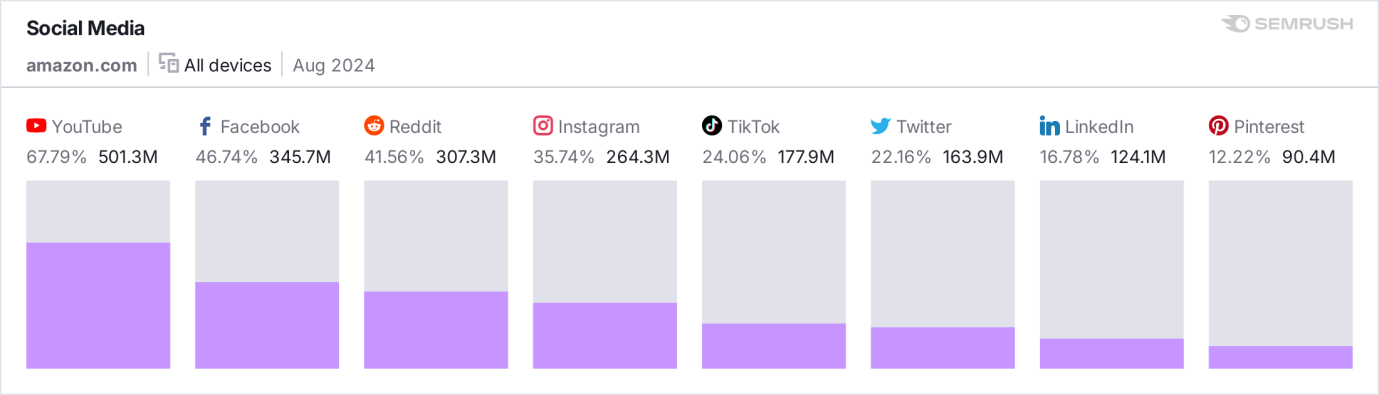 Social Media
SEMRUSH
amazon.com All devices Aug 2024
YouTube Facebook Reddit Instagram TikTok Twitter LinkedIn Pinterest
67.79% 501.3M 46.74% 345.7M 41.56% 307.3M 35.74% 264.3M 24.06% 177.9M 22.16% 163.9M 16.78% 124.1M 12.22% 90.4M